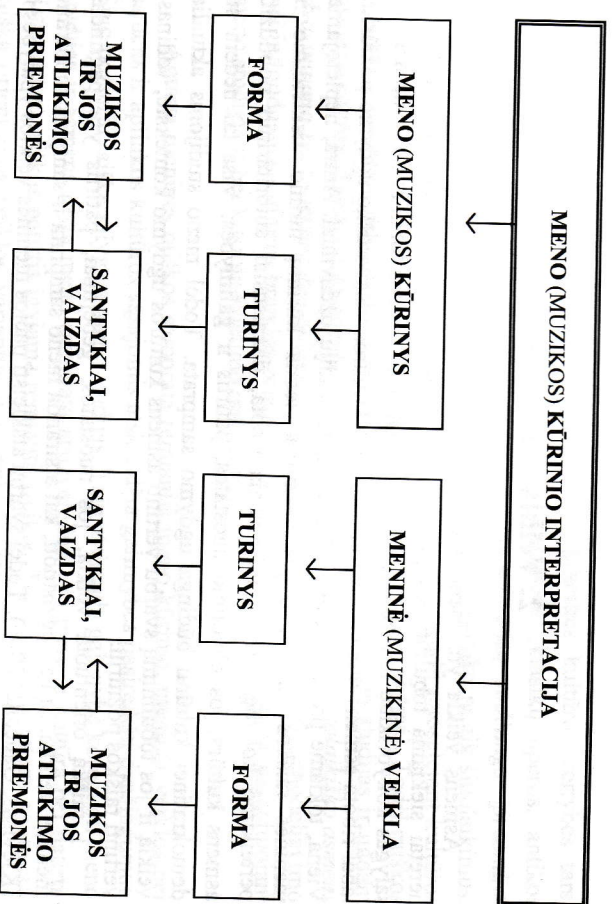 MENO (MUZIKOS) KŪRINIO INTERPRETACIJA
MENO (MUZIKOS) KŪRINYS
MENINĖ (MUZIKINĖ) VEIKLA
FORMA
TURINYS
TURINYS
FORMA
MUZIKOS
IR JOS
ATLIKIMO
PRIEMONĖS
SANTYKIAI,
VAIZDAS
SANTYKIAI,
VAIZDAS
MUZIKOS
IR JOS
ATLIKIMO
PRIEMONĖS